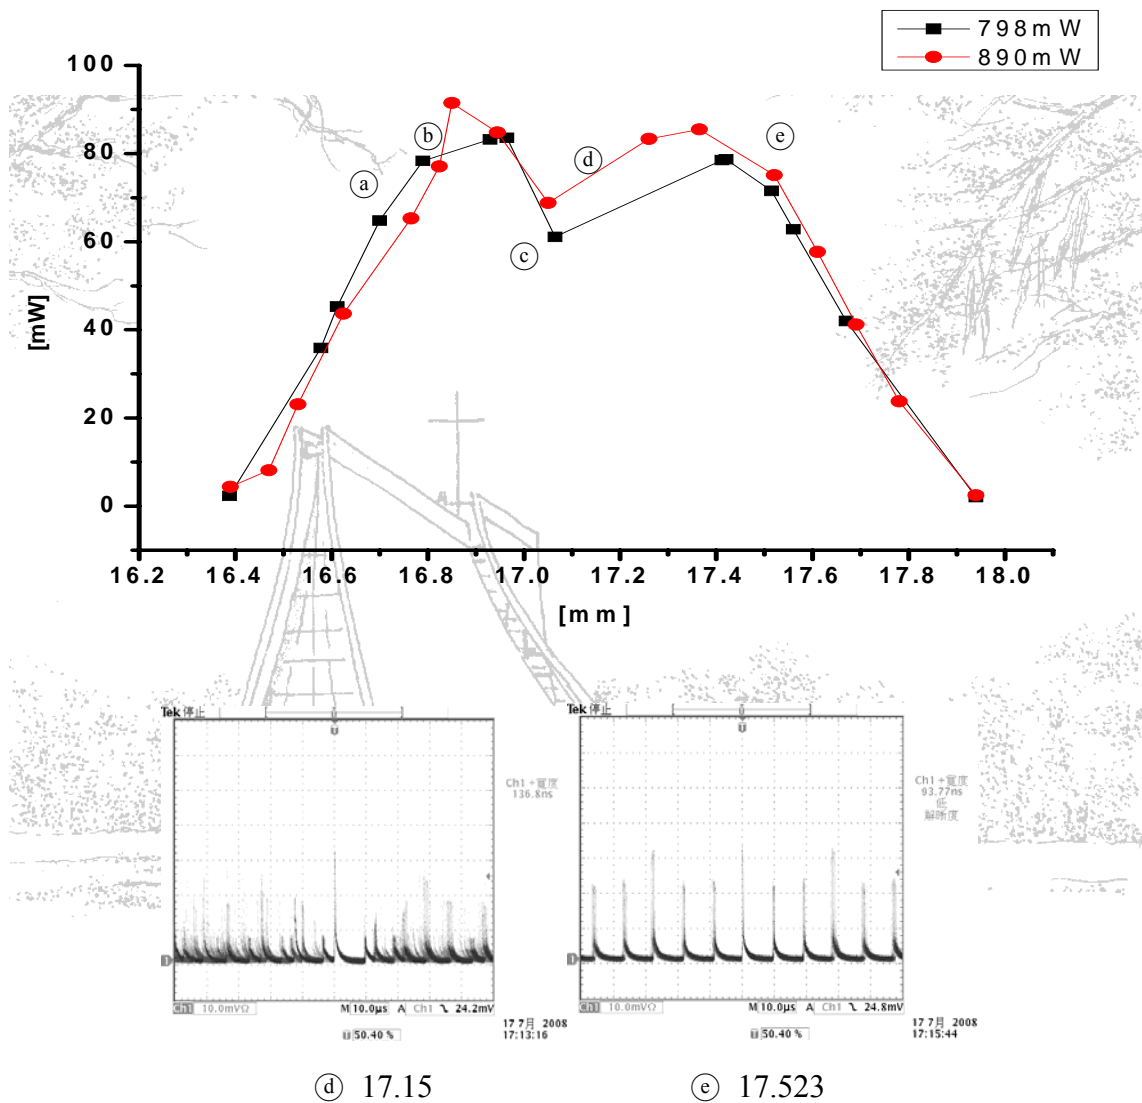 798mW
890mW
100
80
60
40
20
0
[mW]
a
b
c
d
e
16.2 16.4 16.6 16.8 17.0 17.2 17.4 17.6 17.8 18.0
[mm]
Tek 停止
Ch1 +寬度
136.8ns
Ch1 10.0mVΩ M 10.0µs A Ch1 24.2mV
50.40 %
17 7月 2008
17:13:16
Tek 停止
Ch1 +寬度
93.77ns
低
解晰度
Ch1 10.0mVΩ M 10.0µs A Ch1 24.8mV
50.40 %
17 7月 2008
17:15:44
d 17.15
e 17.523